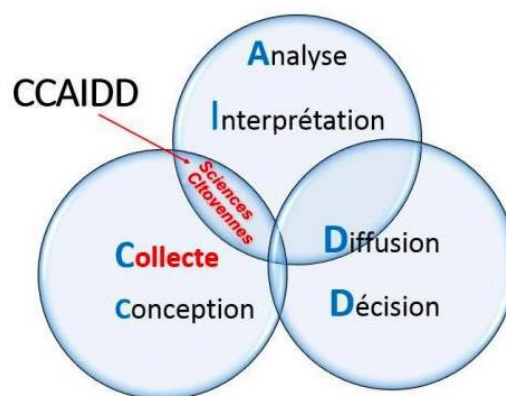 Analyse
CCAIDD
Interprétation
Sciences
Citoyennes
Diffusion
Collecte
Conception
Décision